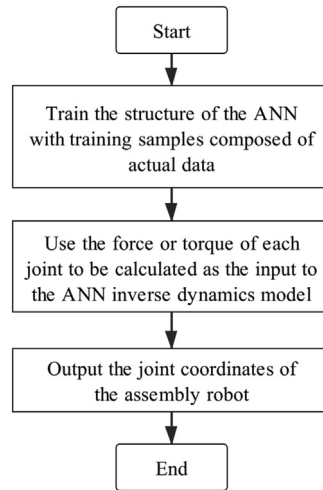 Start
Train the structure of the ANN
with training samples composed of
actual data
Use the force or torque of each
joint to be calculated as the input to
the ANN inverse dynamics model
Output the joint coordinates of
the assembly robot
End